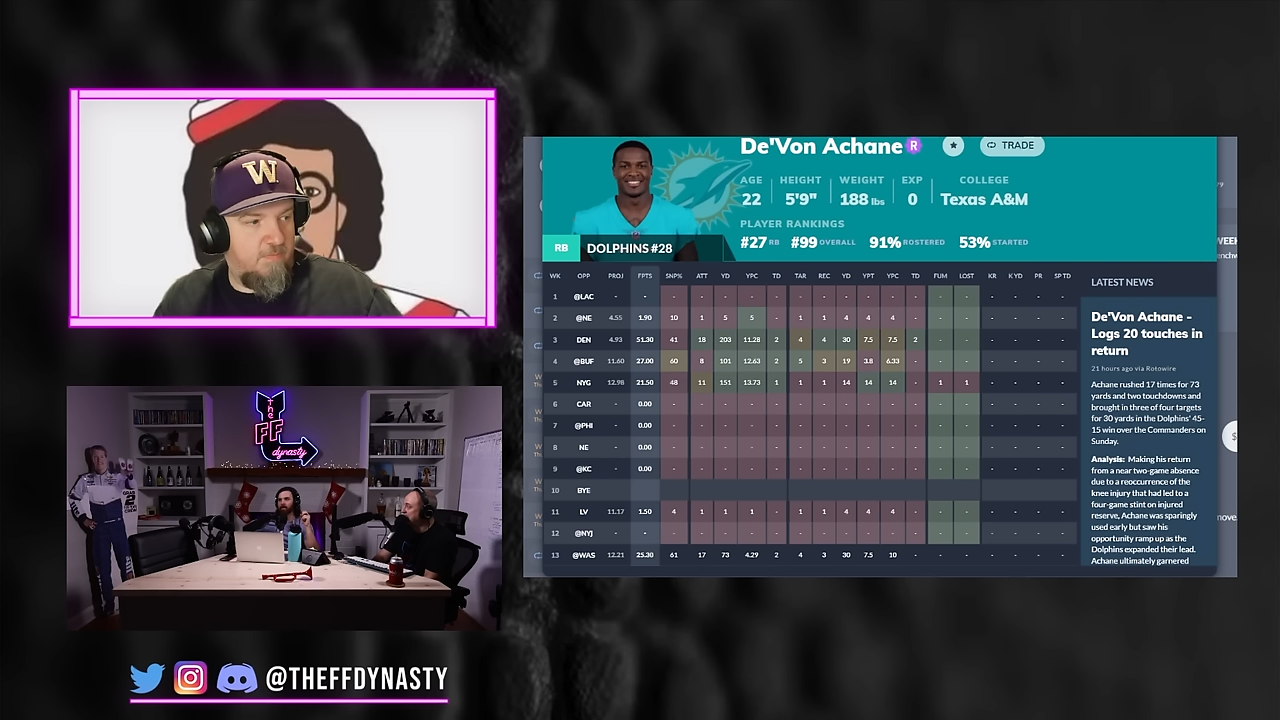 W
the
FF
dynasty
@THEFFDYNASTY
De'Von Achane R
TRADE
AGE HEIGHT WEIGHT EXP COLLEGE
22 5'9" 188 lbs 0 Texas A&M
PLAYER RANKINGS
#27 RB #99 OVERALL 91% ROSTERED 53% STARTED
RB DOLPHINS #28
WK OPP PROJ FPTS SNP% ATT YD YPC TD TAR REC YD YPT YPC TD FUM LOST KR K YD PR SP TD
1 @LAC - - - - - - - - - - - - - - - - - - -
2 @NE 4.55 1.90 10 1 5 5 - 1 1 4 4 4 - - - - - - -
3 DEN 4.93 51.30 41 18 203 11.28 2 4 4 30 7.5 7.5 2 - - - - - -
4 @BUF 11.60 27.00 60 8 101 12.63 2 5 3 19 3.8 6.33 - - - - - - -
5 NYG 12.98 21.50 48 11 151 13.73 1 1 1 14 14 14 - 1 1 - - - -
6 CAR - 0.00 - - - - - - - - - - - - - - - - -
7 @PHI - 0.00 - - - - - - - - - - - - - - - - -
8 NE - 0.00 - - - - - - - - - - - - - - - - -
9 @KC - 0.00 - - - - - - - - - - - - - - - - -
10 BYE
11 LV 11.17 1.50 4 1 1 1 - 1 1 4 4 4 - - - - - - -
12 @NYJ - - - - - - - - - - - - - - - - - - -
13 @WAS 12.21 25.30 61 17 73 4.29 2 4 3 30 7.5 10 - - - - - - -
LATEST NEWS
De'Von Achane -
Logs 20 touches in
return
21 hours ago via Rotowire
Achane rushed 17 times for 73
yards and two touchdowns and
brought in three of four targets
for 30 yards in the Dolphins' 45-
15 win over the Commanders on
Sunday.
Analysis: Making his return
from a near two-game absence
due to a reoccurrence of the
knee injury that had led to a
four-game stint on injured
reserve, Achane was sparingly
used early but saw his
opportunity ramp up as the
Dolphins expanded their lead.
Achane ultimately garnered